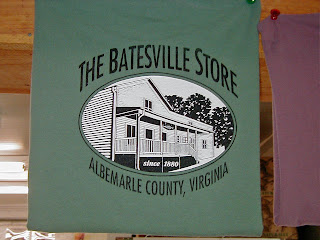 THE BATESVILLE STORE
since 1880
ALBEMARLE COUNTY, VIRGINIA